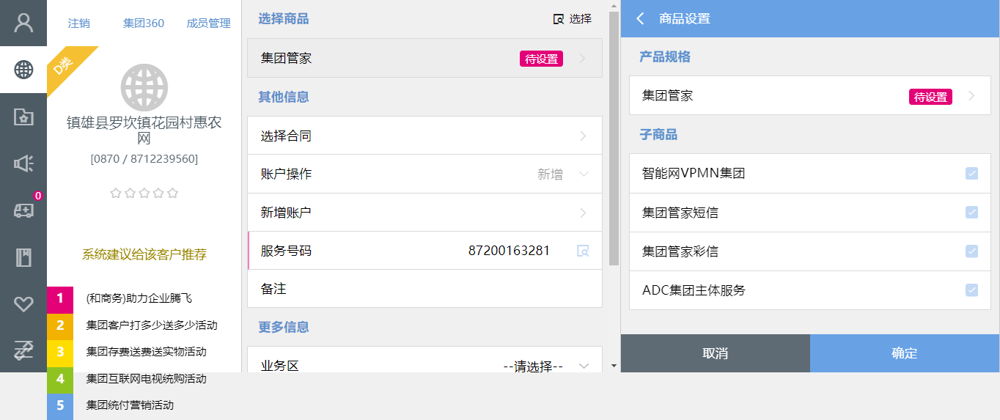 注销 集团360 成员管理
D类
镇雄县罗坎镇花园村惠农
网
[0870 / 8712239560]
0
系统建议给该客户推荐
1 (和商务)助力企业腾飞
2 集团客户打多少送多少活动
3 集团存费送费送实物活动
4 集团互联网电视统购活动
5 集团统付营销活动
选择商品 选择
集团管家 待设置
其他信息
选择合同
账户操作 新增
新增账户
服务号码 87200163281
备注
更多信息
业务区 --请选择--
商品设置
产品规格
集团管家 待设置
子商品
智能网VPMN集团
集团管家短信
集团管家彩信
ADC集团主体服务
取消 确定